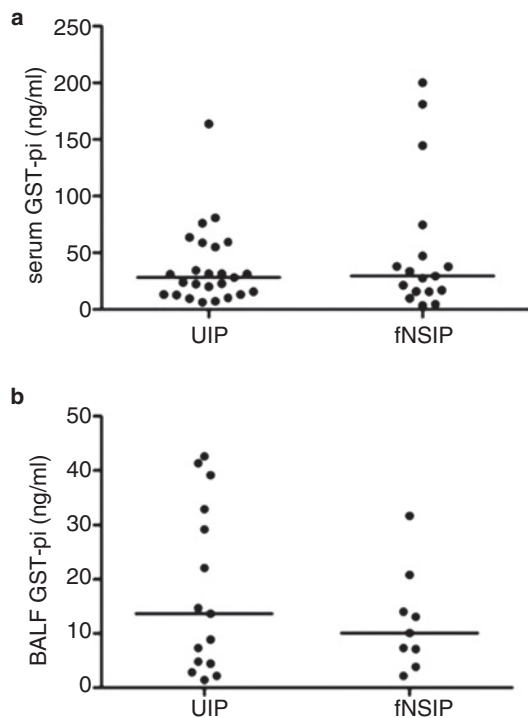 a
serum GST-pi (ng/ml)
250
200
150
100
50
0
UIP fNSIP
b
BALF GST-pi (ng/ml)
50
40
30
20
10
0
UIP fNSIP